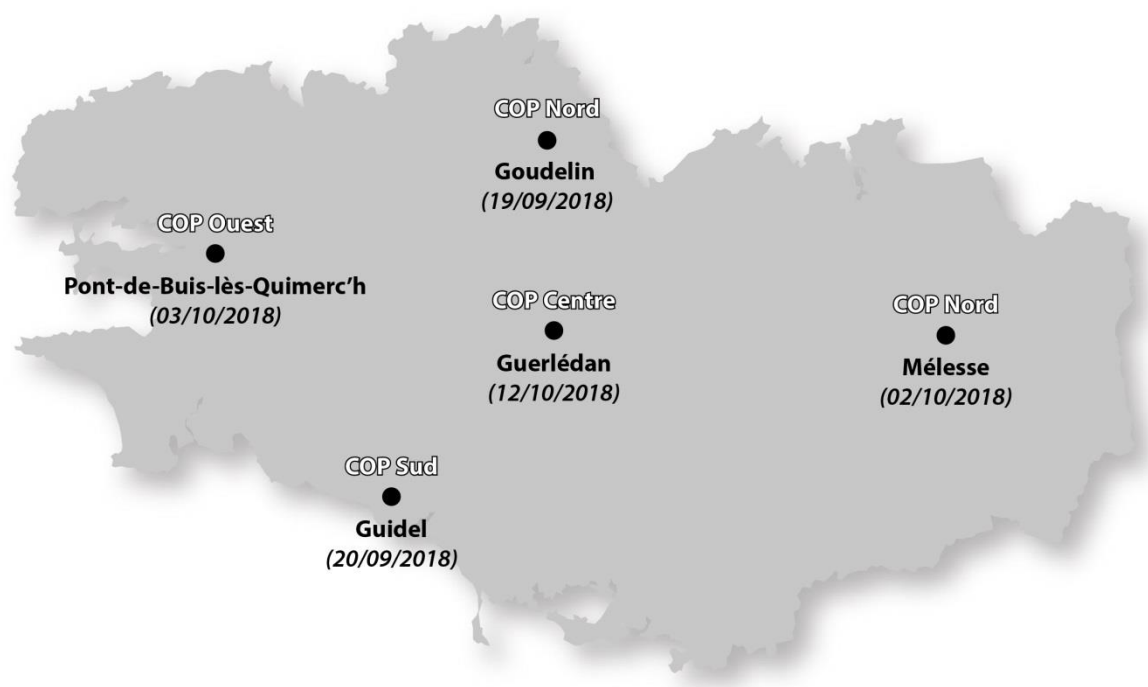 COP Nord
Goudelin
(19/09/2018)
COP Ouest
Pont-de-Buis-lès-Quimerc'h
(03/10/2018)
COP Centre
Guerlédan
(12/10/2018)
COP Nord
Mélesse
(02/10/2018)
COP Sud
Guidel
(20/09/2018)